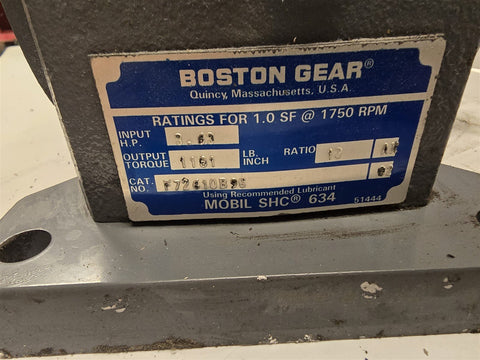 BOSTON GEAR®
Quincy, Massachusetts, U.S.A.
RATINGS FOR 1.0 SF @ 1750 RPM
INPUT H.P.
OUTPUT TORQUE 1101 LB. INCH RATIO
CAT. NO.
Using Recommended Lubricant
MOBIL SHC® 634 51444